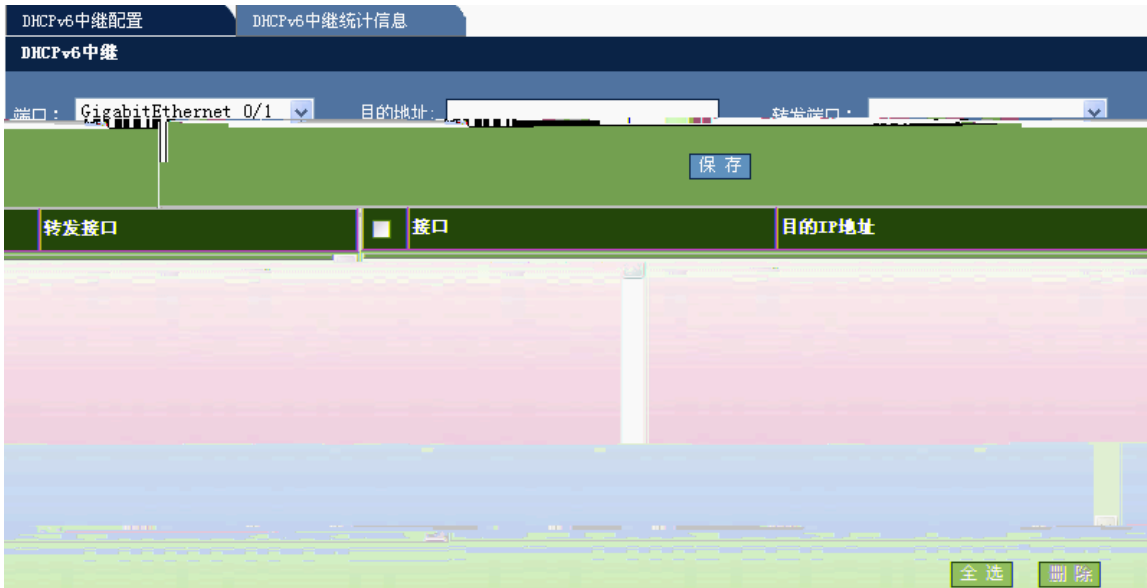 DHCPv6中继配置 DHCPv6中继统计信息
DHCPv6中继
端口： GigabitEthernet 0/1 目的地址: 转发端口：
保 存
转发接口 接口 目的IP地址
全 选 删 除